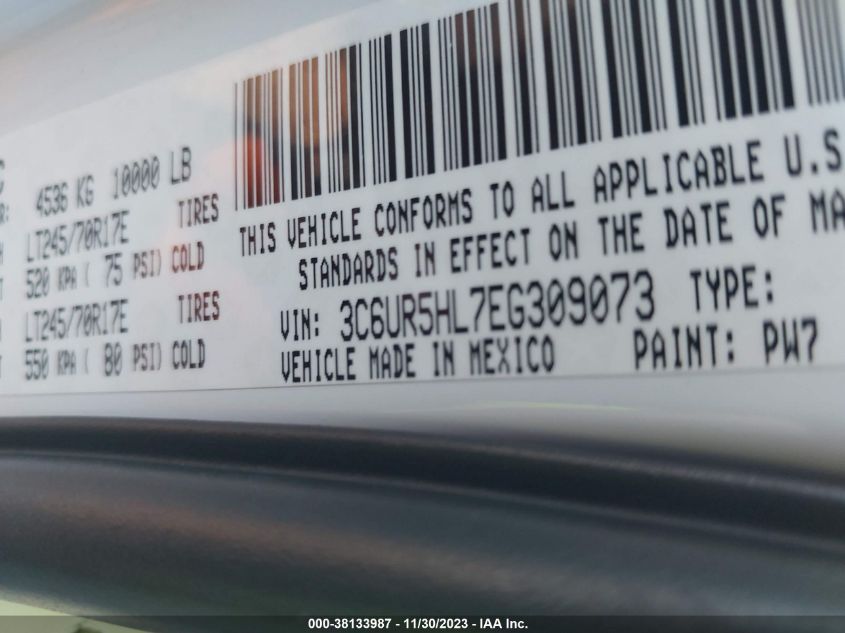 4536 KG 10000 LB
LT245/70R17E TIRES
520 KPA ( 75 PSI) COLD
LT245/70R17E TIRES
550 KPA ( 80 PSI) COLD
THIS VEHICLE CONFORMS TO ALL APPLICABLE U.S
STANDARDS IN EFFECT ON THE DATE OF MA
VIN: 3C6UR5HL7EG309073 TYPE:
VEHICLE MADE IN MEXICO PAINT: PW7
000-38133987 - 11/30/2023 - IAA Inc.